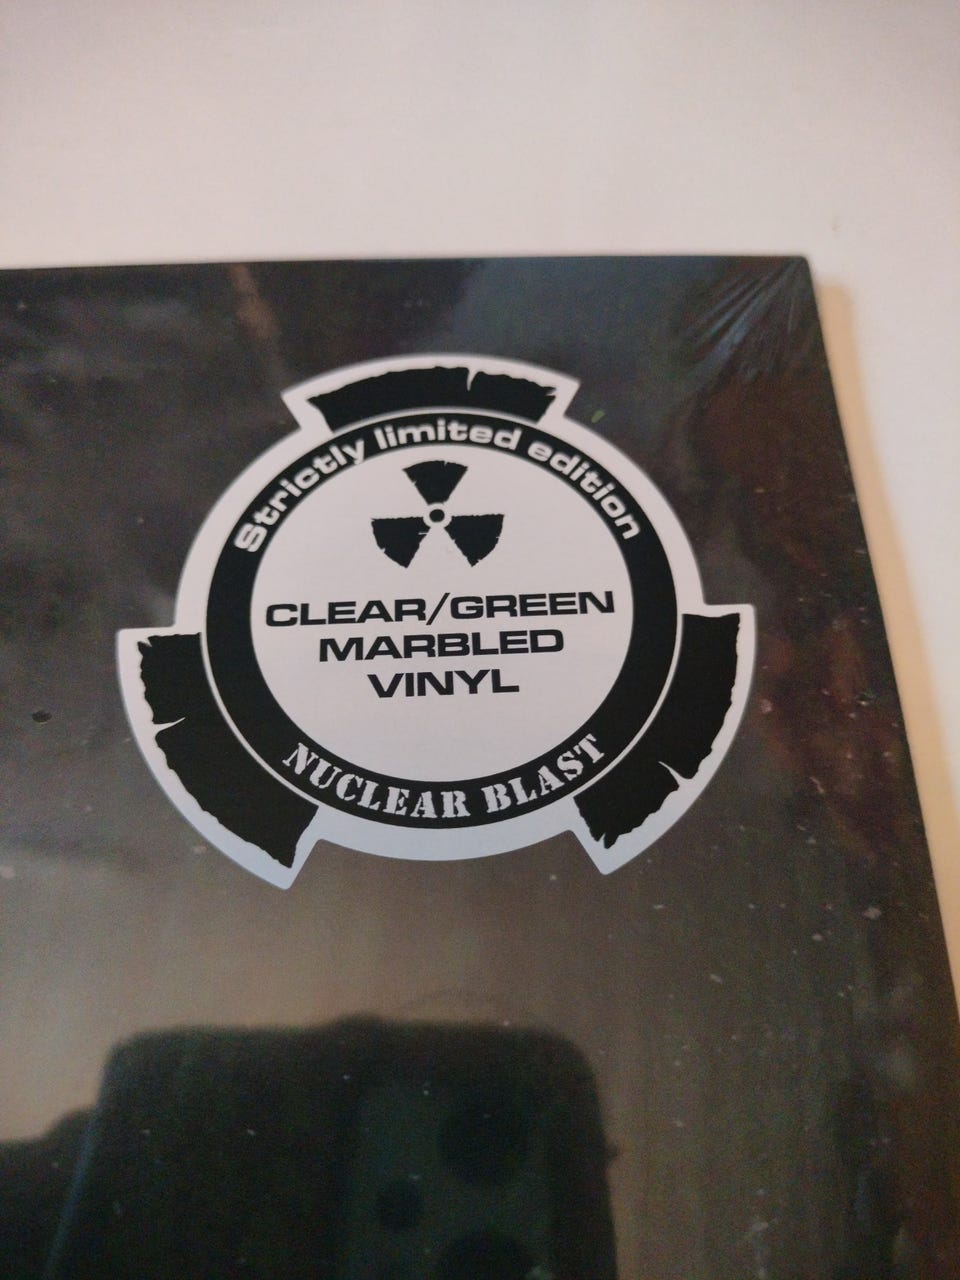 Strictly limited edition
CLEAR/GREEN
MARBLED
VINYL
NUCLEAR BLAST